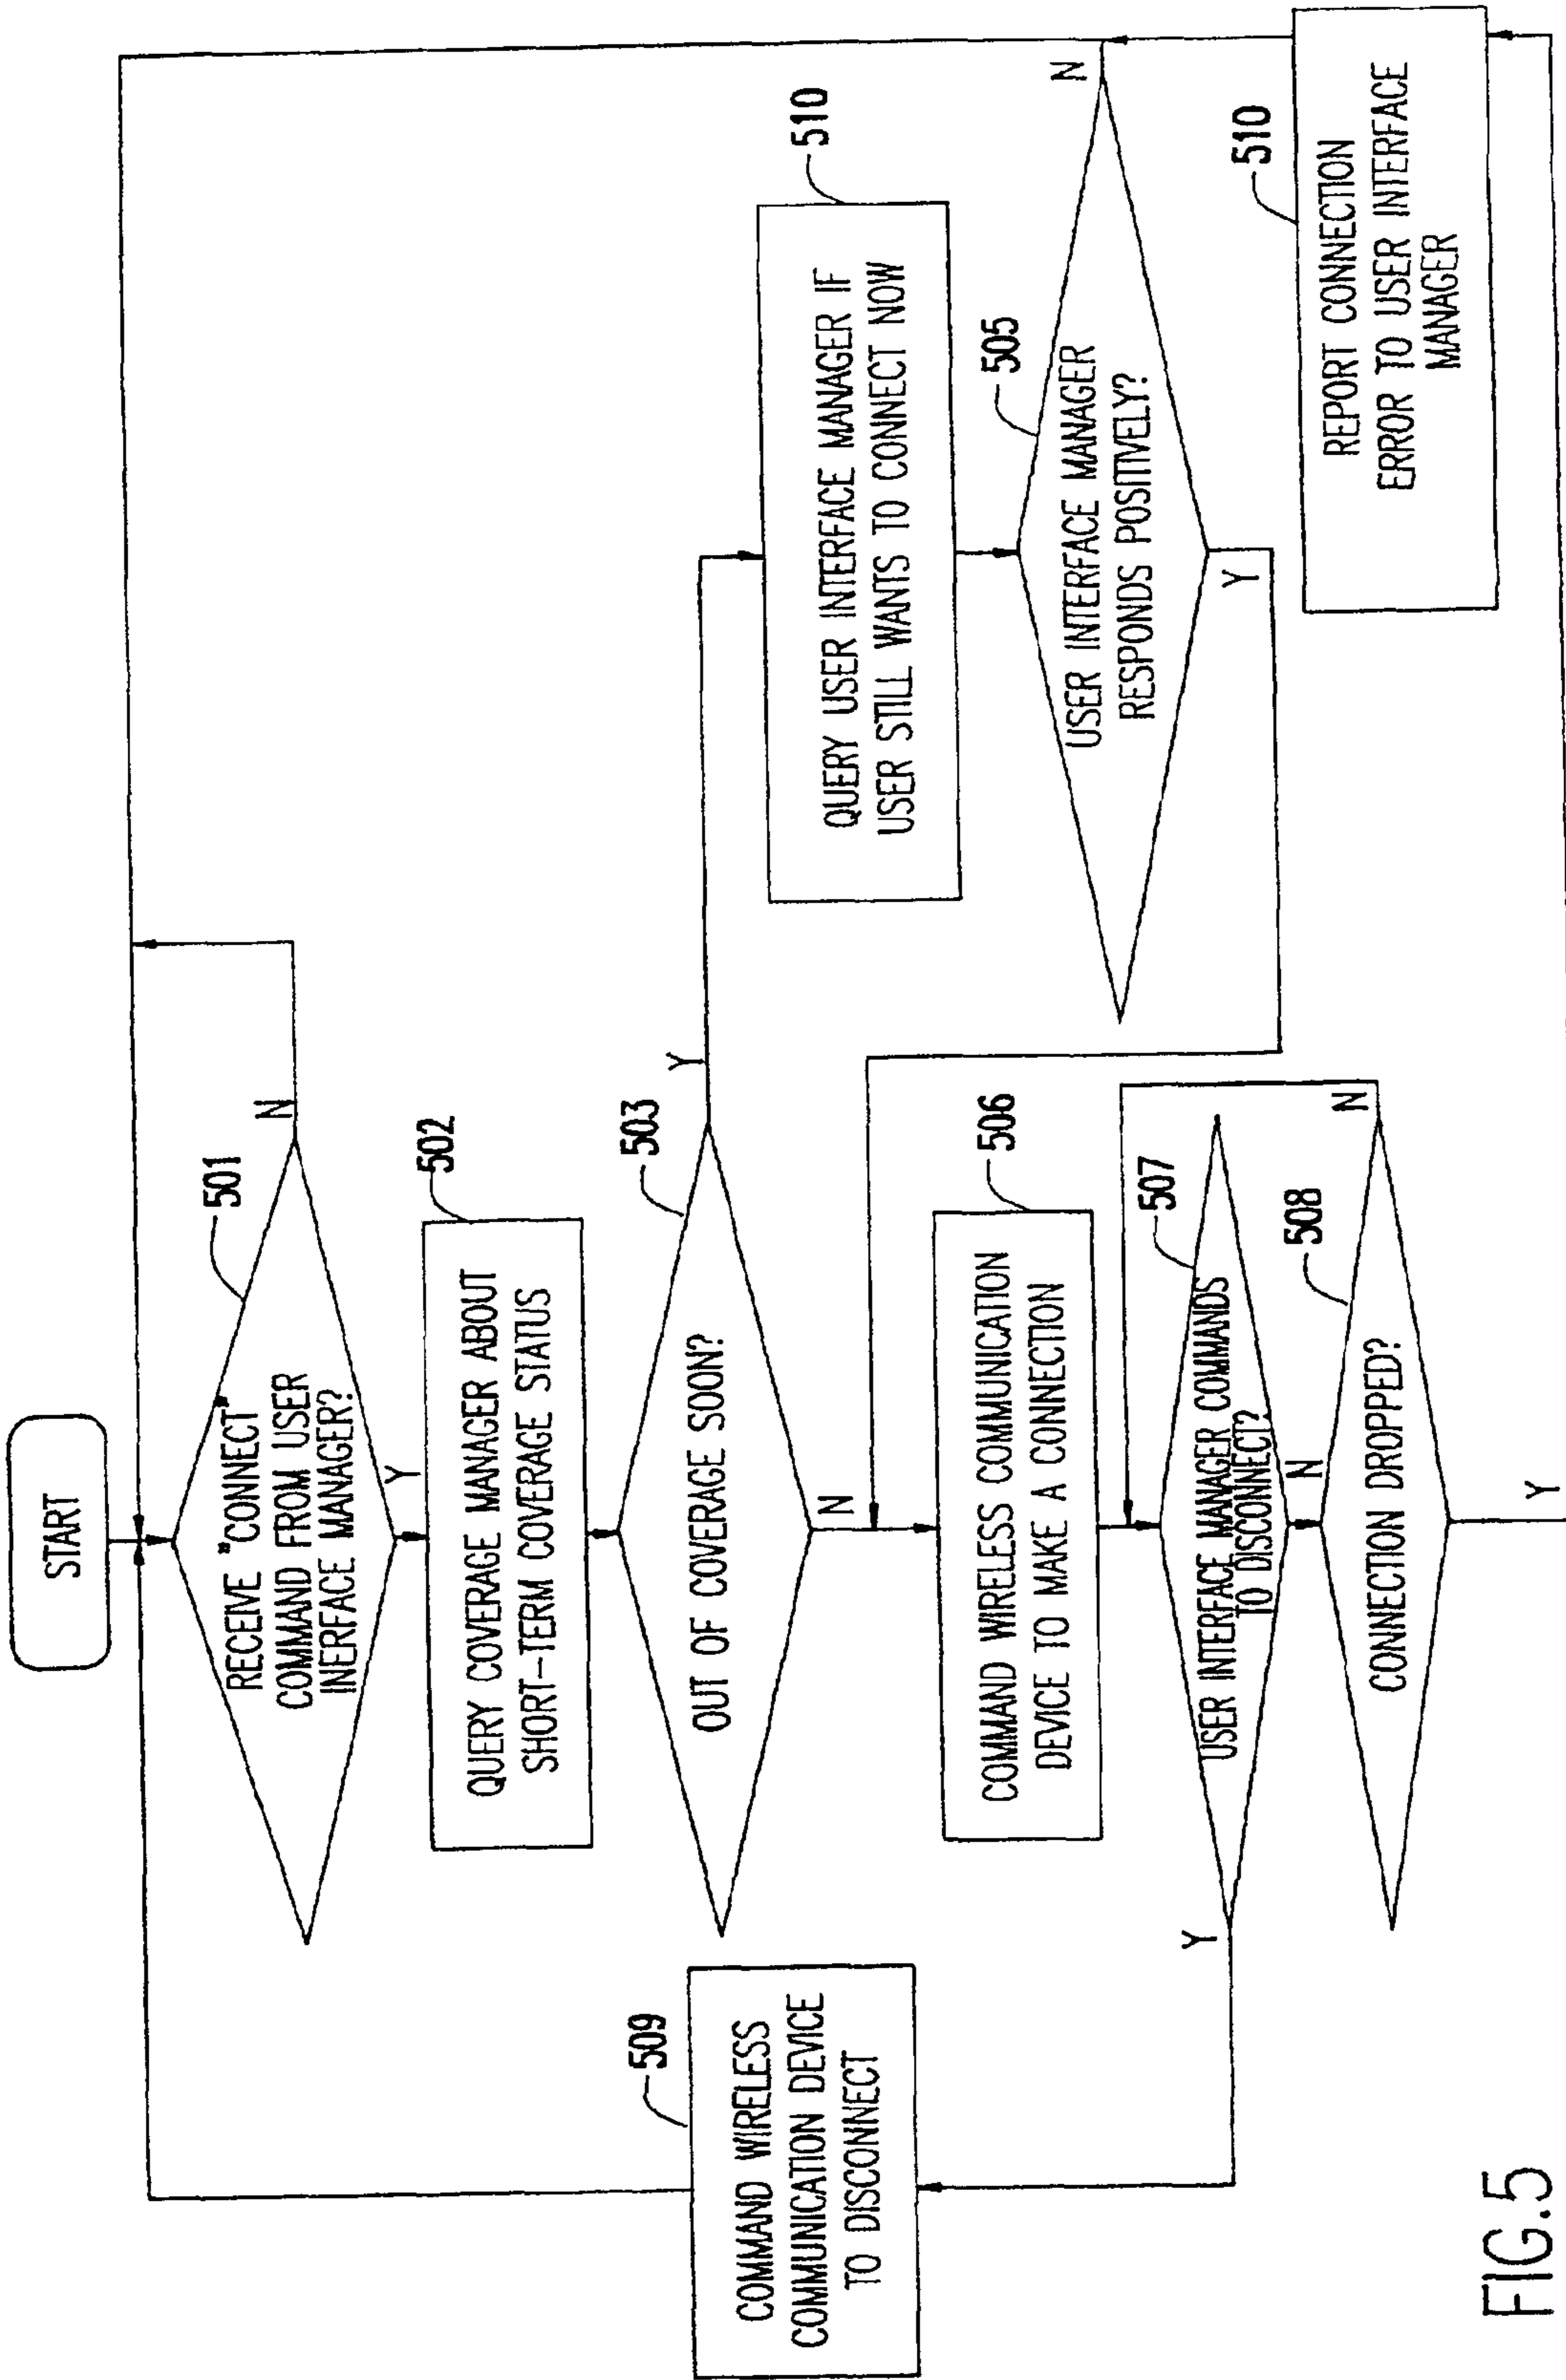 START
RECEIVE "CONNECT"
COMMAND FROM USER
INERFACE MANAGER?
501
N
Y
QUERY COVERAGE MANAGER ABOUT
SHORT-TERM COVERAGE STATUS
502
OUT OF COVERAGE SOON?
503
Y
N
QUERY USER INTERFACE MANAGER IF
USER STILL WANTS TO CONNECT NOW
510
USER INTERFACE MANAGER
RESPONDS POSITIVELY?
505
N
Y
COMMAND WIRELESS COMMUNICATION
DEVICE TO MAKE A CONNECTION
506
USER INTERFACE MANAGER COMMANDS
TO DISCONNECT?
507
Y
N
CONNECTION DROPPED?
508
N
Y
COMMAND WIRELESS
COMMUNICATION DEVICE
TO DISCONNECT
509
REPORT CONNECTION
ERROR TO USER INTERFACE
MANAGER
510
FIG.5